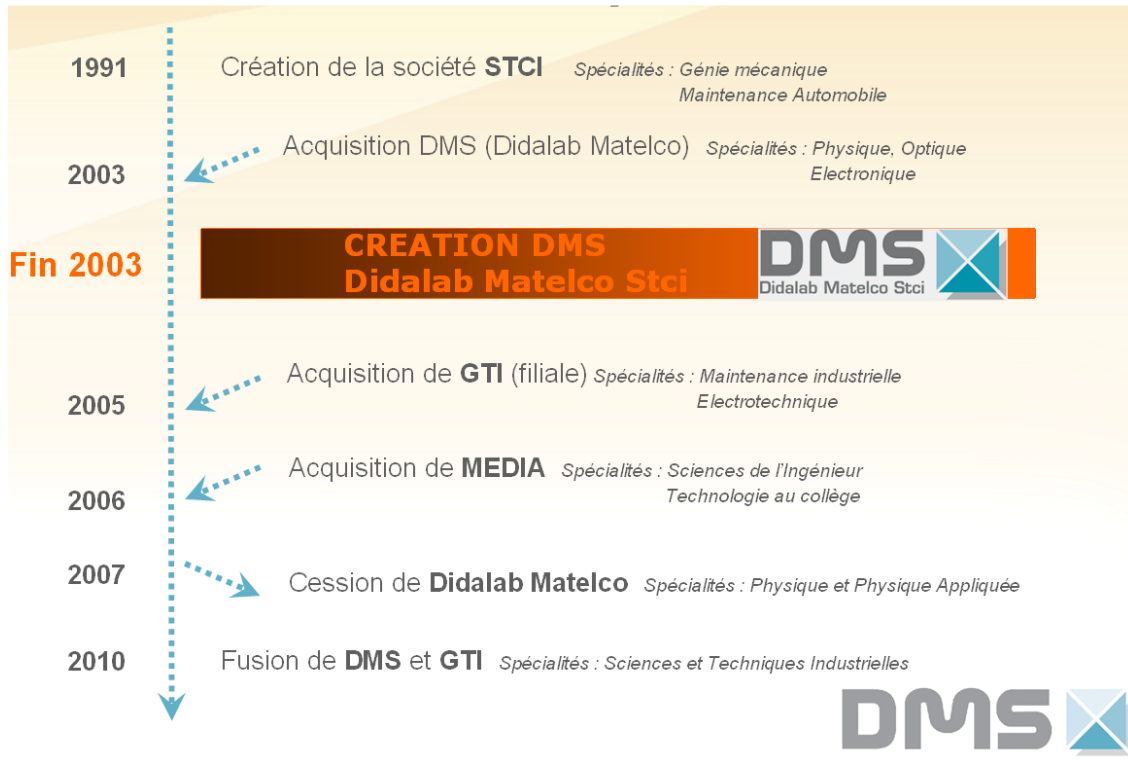 1991 Création de la société STCI Spécialités : Génie mécanique
Maintenance Automobile
Acquisition DMS (Didalab Matelco) Spécialités : Physique, Optique
2003 Electronique
Fin 2003
CREATION DMS
Didalab Matelco Stci
DMS
Didalab Matelco Stci
Acquisition de GTI (filiale) Spécialités : Maintenance industrielle
2005 Electrotechnique
Acquisition de MEDIA Spécialités : Sciences de l'Ingénieur
2006 Technologie au collège
2007 Cession de Didalab Matelco Spécialités : Physique et Physique Appliquée
2010 Fusion de DMS et GTI Spécialités : Sciences et Techniques Industrielles
DMS